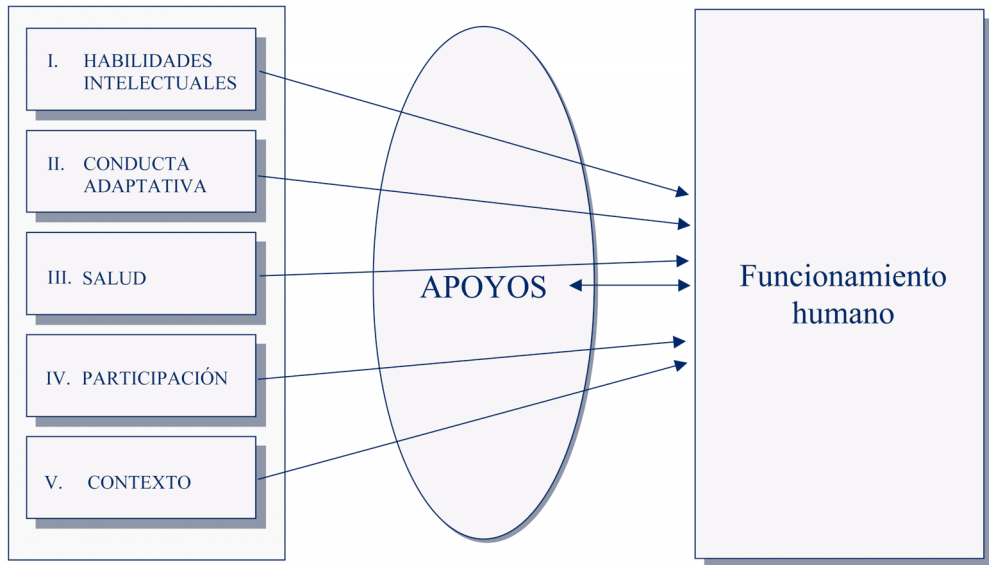 I. HABILIDADES
INTELECTUALES
II. CONDUCTA
ADAPTATIVA
III. SALUD
IV. PARTICIPACIÓN
V. CONTEXTO
APOYOS
Funcionamiento
humano